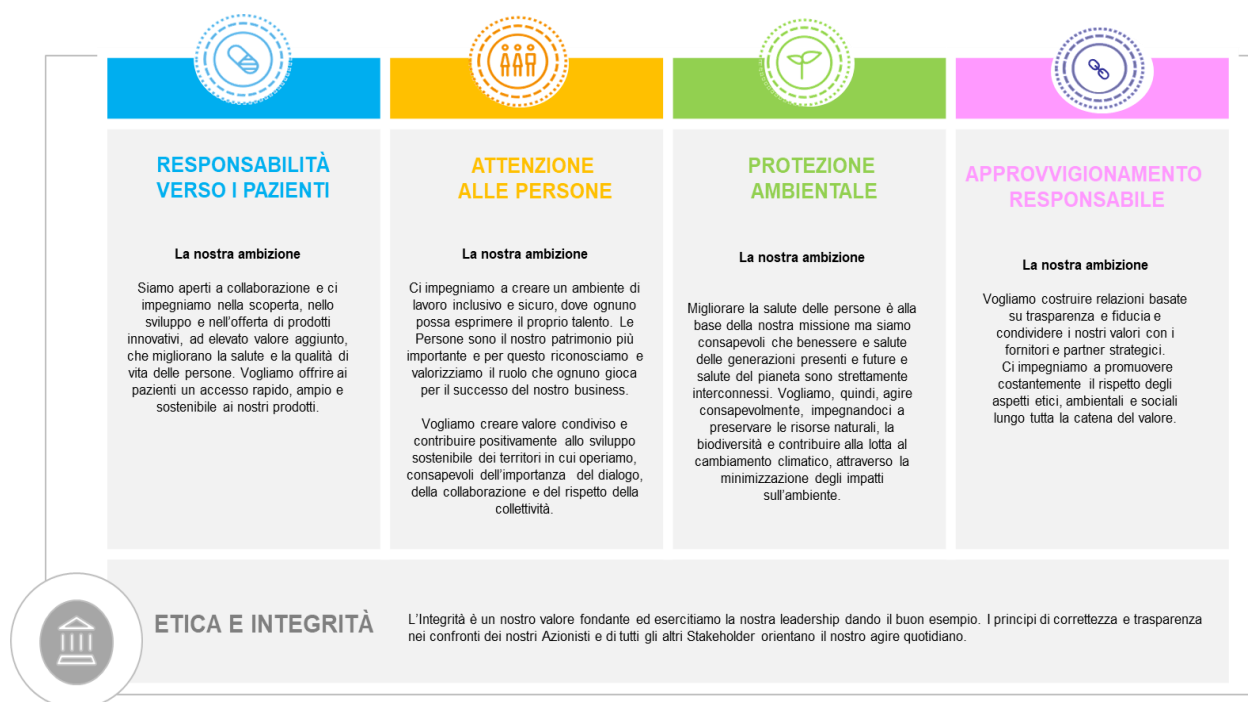 RESPONSABILITÀ
VERSO I PAZIENTI
La nostra ambizione
Siamo aperti a collaborazione e ci
impegniamo nella scoperta, nello
sviluppo e nell'offerta di prodotti
innovativi, ad elevato valore aggiunto,
che migliorano la salute e la qualità di
vita delle persone. Vogliamo offrire ai
pazienti un accesso rapido, ampio e
sostenibile ai nostri prodotti.
ATTENZIONE
ALLE PERSONE
La nostra ambizione
Ci impegniamo a creare un ambiente di
lavoro inclusivo e sicuro, dove ognuno
possa esprimere il proprio talento. Le
Persone sono il nostro patrimonio più
importante e per questo riconosciamo e
valorizziamo il ruolo che ognuno gioca
per il successo del nostro business.
Vogliamo creare valore condiviso e
contribuire positivamente allo sviluppo
sostenibile dei territori in cui operiamo,
consapevoli dell'importanza del dialogo,
della collaborazione e del rispetto della
collettività.
PROTEZIONE
AMBIENTALE
La nostra ambizione
Migliorare la salute delle persone è alla
base della nostra missione ma siamo
consapevoli che benessere e salute
delle generazioni presenti e future e
salute del pianeta sono strettamente
interconnessi. Vogliamo, quindi, agire
consapevolmente, impegnandoci a
preservare le risorse naturali, la
biodiversità e contribuire alla lotta al
cambiamento climatico, attraverso la
minimizzazione degli impatti
sull'ambiente.
APPROVVIGIONAMENTO
RESPONSABILE
La nostra ambizione
Vogliamo costruire relazioni basate
su trasparenza e fiducia e
condividere i nostri valori con i
fornitori e partner strategici.
Ci impegniamo a promuovere
costantemente il rispetto degli
aspetti etici, ambientali e sociali
lungo tutta la catena del valore.
ETICA E INTEGRITÀ
L'Integrità è un nostro valore fondante ed esercitiamo la nostra leadership dando il buon esempio. I principi di correttezza e trasparenza
nei confronti dei nostri Azionisti e di tutti gli altri Stakeholder orientano il nostro agire quotidiano.